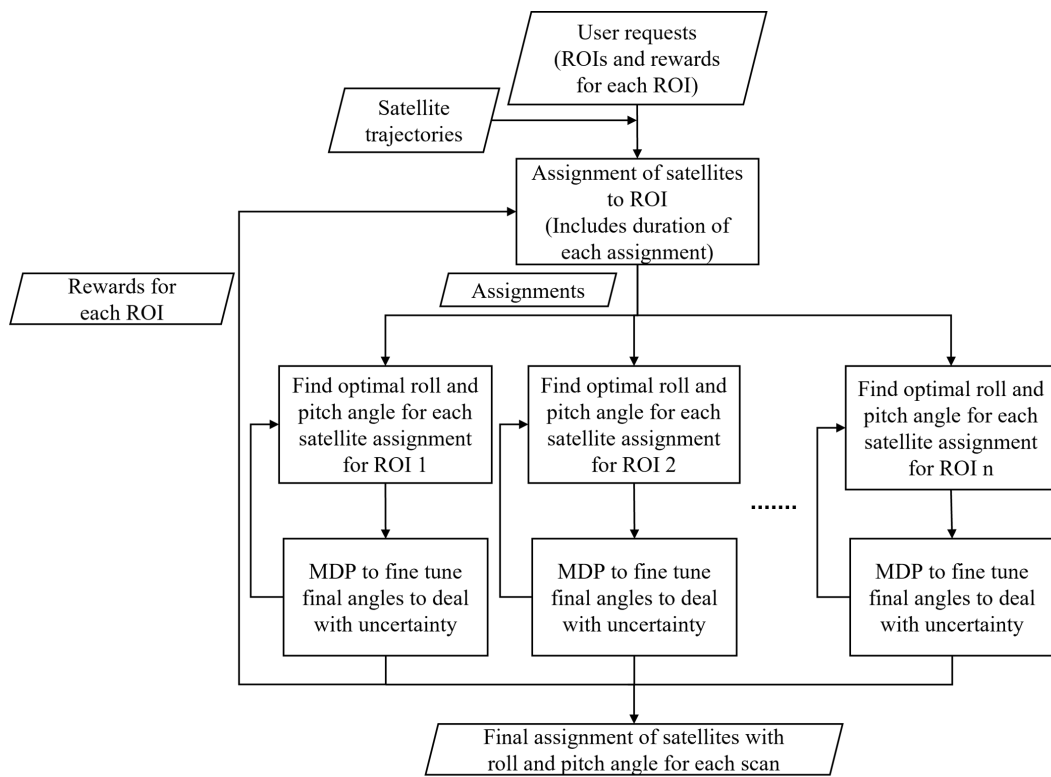 User requests
(ROIs and rewards
for each ROI)
Satellite
trajectories
Assignment of satellites
to ROI
(Includes duration of
each assignment)
Rewards for
each ROI
Assignments
Find optimal roll and
pitch angle for each
satellite assignment
for ROI 1
Find optimal roll and
pitch angle for each
satellite assignment
for ROI 2
Find optimal roll and
pitch angle for each
satellite assignment
for ROI n
.......
MDP to fine tune
final angles to deal
with uncertainty
MDP to fine tune
final angles to deal
with uncertainty
MDP to fine tune
final angles to deal
with uncertainty
Final assignment of satellites with
roll and pitch angle for each scan